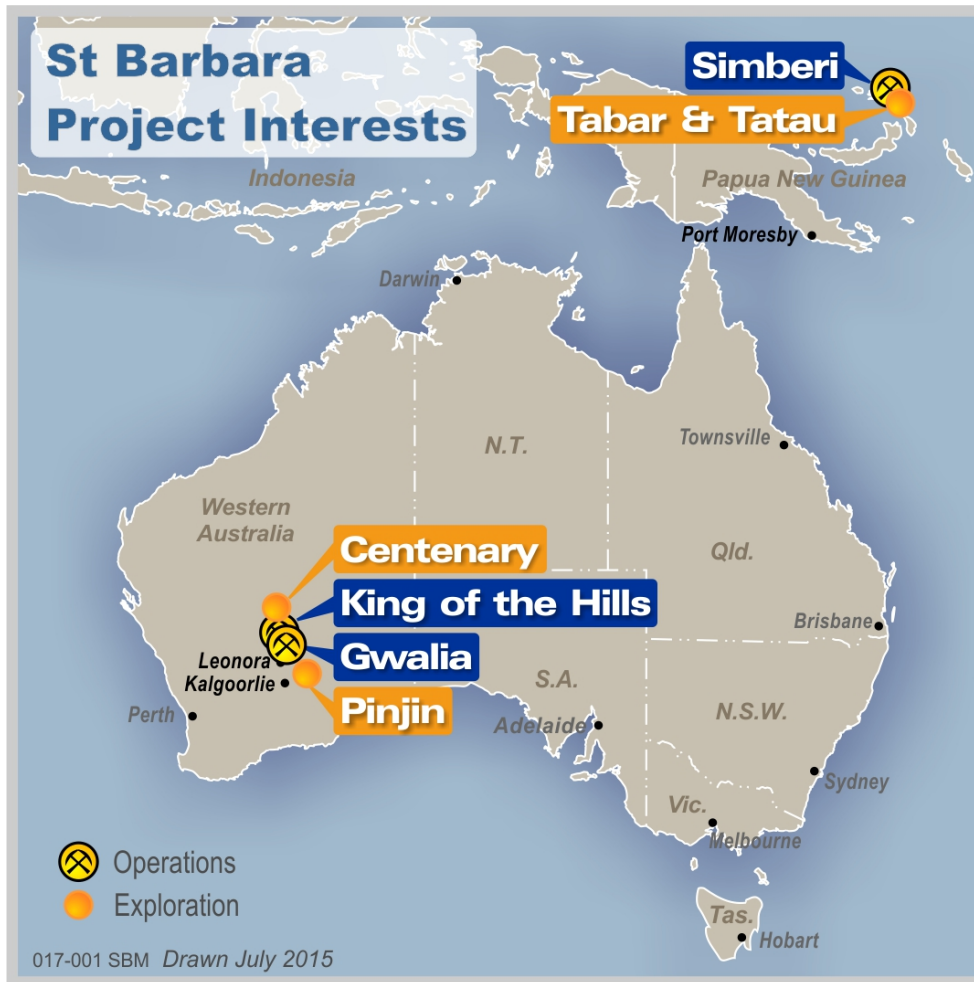 St Barbara
Project Interests
Simberi
Tabar & Tatau
Indonesia
Papua New Guinea
Port Moresby
Darwin
N.T.
Townsville
Western
Australia
Centenary
Qld.
King of the Hills
Brisbane
Gwalia
Leonora
Kalgoorlie
S.A.
Pinjin
Perth
Adelaide
N.S.W.
Sydney
Vic.
Melbourne
Operations
Exploration
Tas.
Hobart
017-001 SBM Drawn July 2015